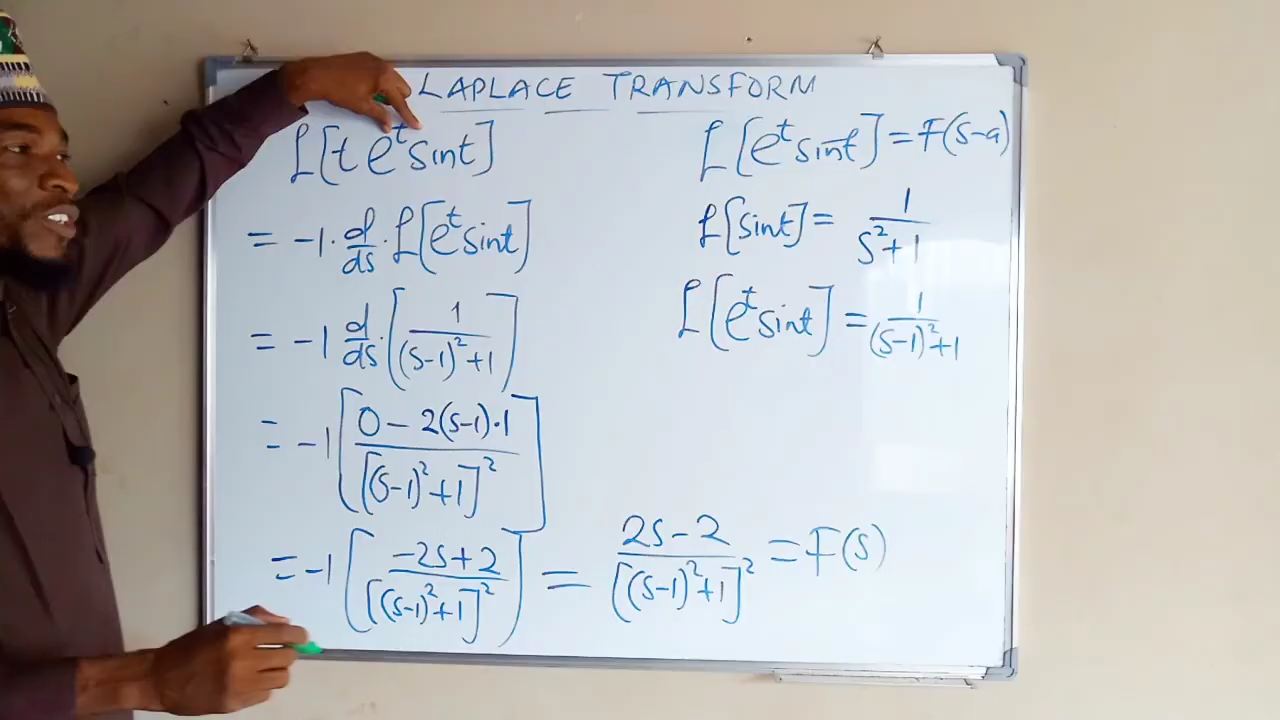 LAPLACE TRANSFORM
ℒ[t e^t sint]
= -1 · d/ds · ℒ[e^t sint]
= -1 d/ds · [1/((s-1)^2+1)]
= -1 [(0 - 2(s-1)·1)/[(s-1)^2+1]^2]
= -1 [(-2s+2)/[(s-1)^2+1]^2] = (2s-2)/[(s-1)^2+1]^2 = F(s)
ℒ[e^t sint] = F(s-a)
ℒ[sint] = 1/(s^2+1)
ℒ[e^t sint] = 1/((s-1)^2+1)